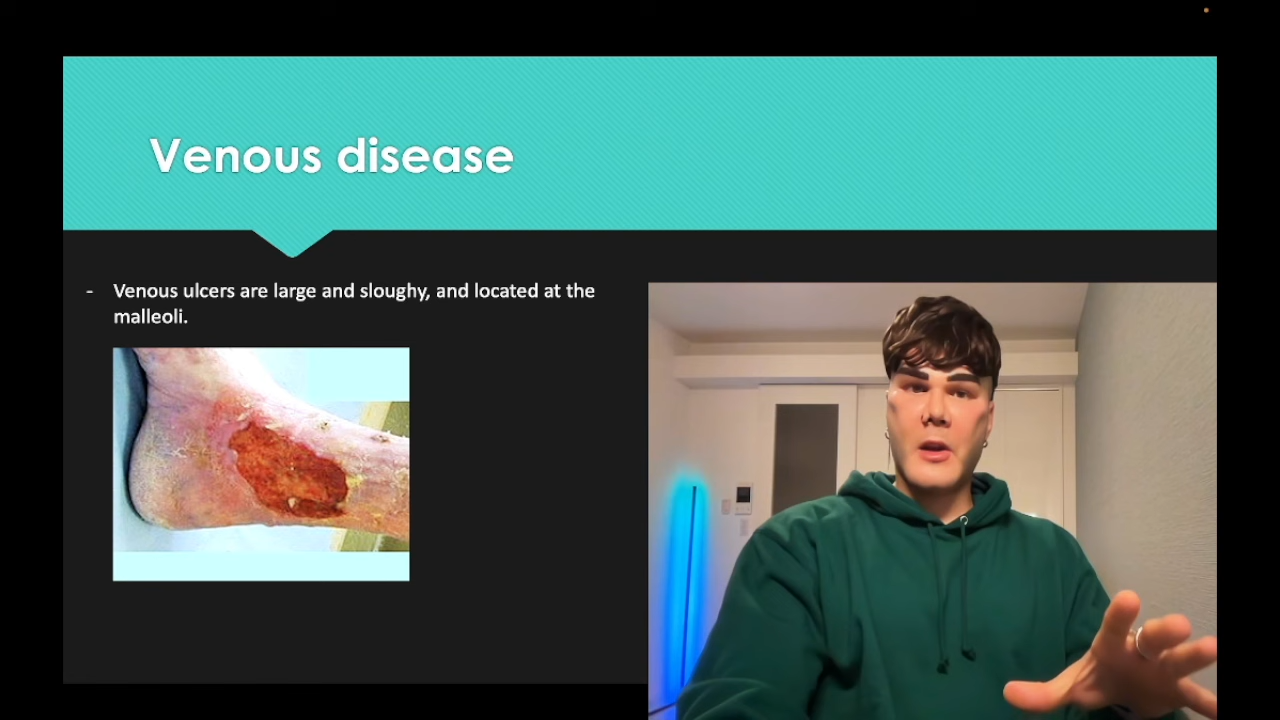 Venous disease
- Venous ulcers are large and sloughy, and located at the
malleoli.